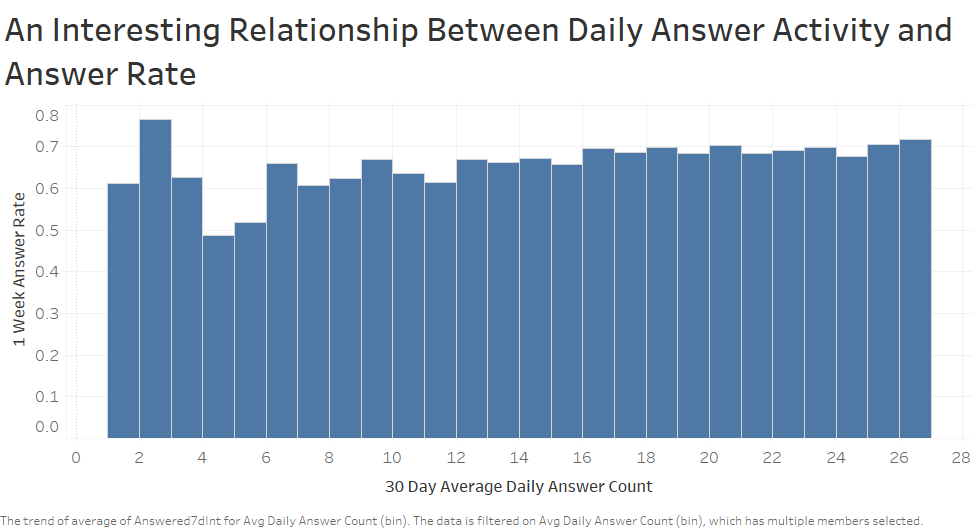 An Interesting Relationship Between Daily Answer Activity and
Answer Rate
0.8
0.7
0.6
0.5
0.4
0.3
0.2
0.1
0.0
1 Week Answer Rate
0 2 4 6 8 10 12 14 16 18 20 22 24 26 28
30 Day Average Daily Answer Count
The trend of average of Answered7dInt for Avg Daily Answer Count (bin). The data is filtered on Avg Daily Answer Count (bin), which has multiple members selected.